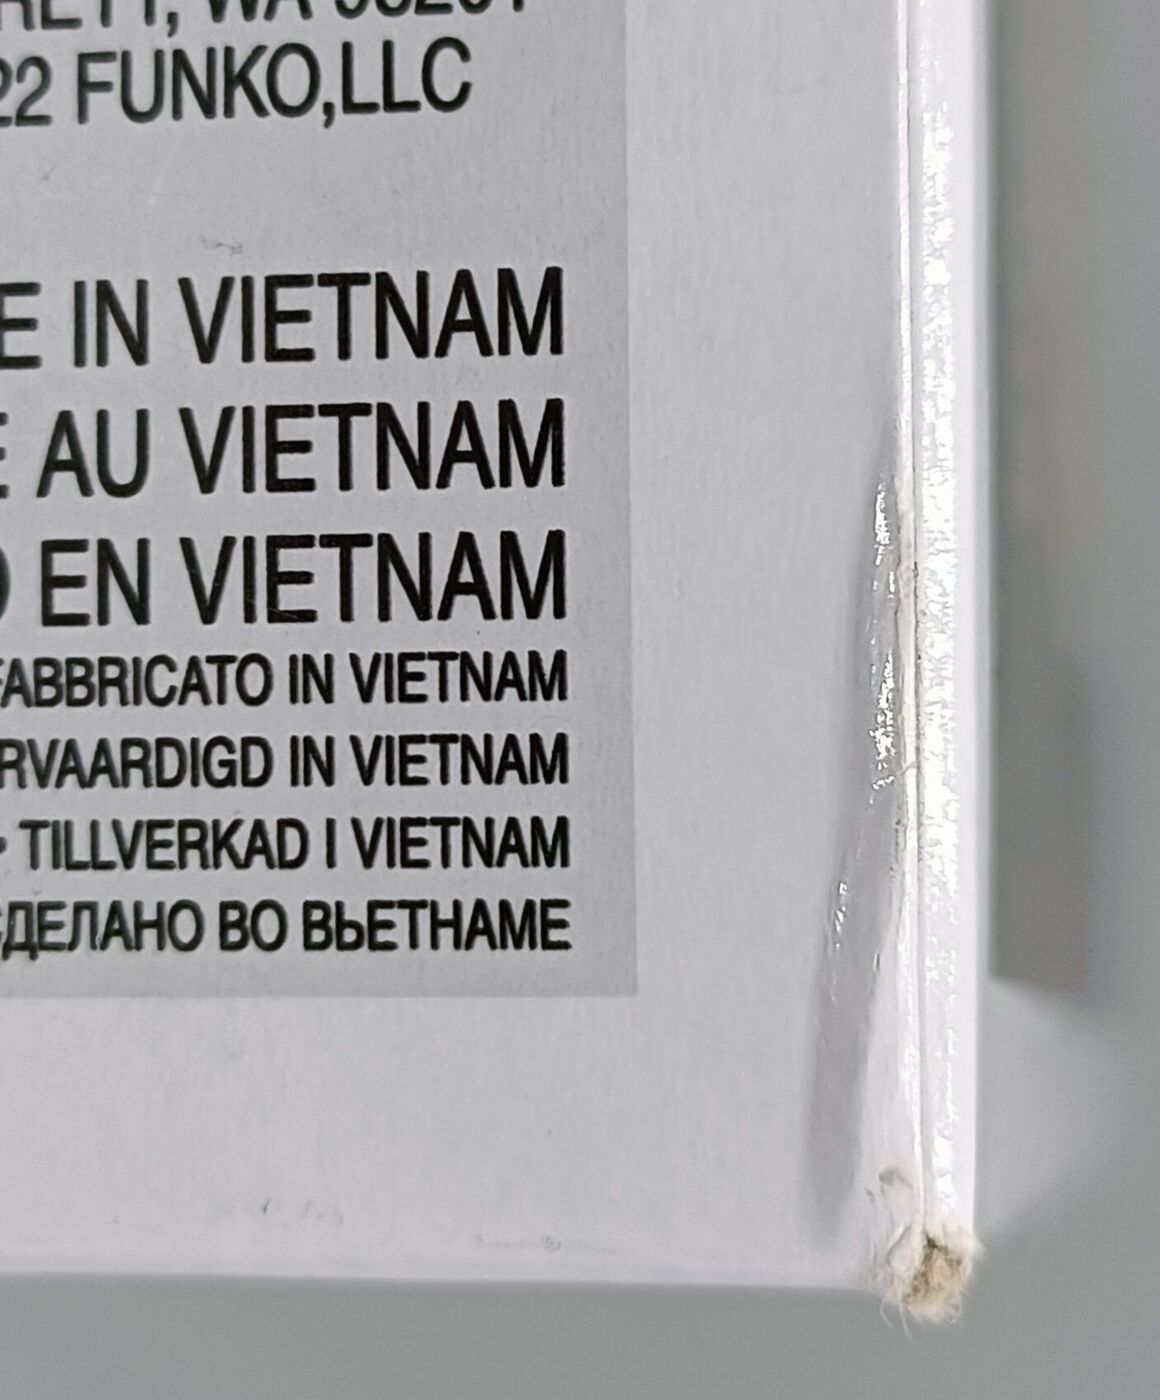 WA
22 FUNKO,LLC
E IN VIETNAM
E AU VIETNAM
EN VIETNAM
FABBRICATO IN VIETNAM
RVAARDIGD IN VIETNAM
• TILLVERKAD I VIETNAM
СДЕЛАНО ВО ВЬЕТНАМЕ